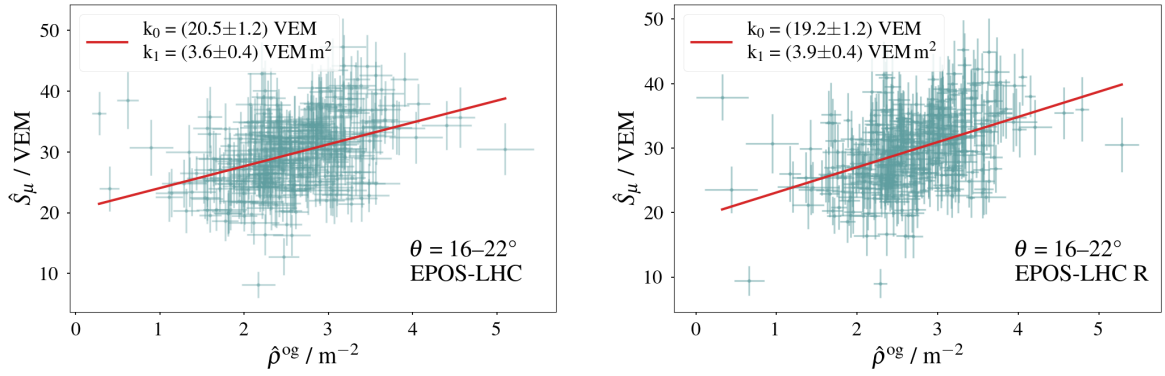 k₀ = (20.5±1.2) VEM
k₁ = (3.6±0.4) VEM m²
50
40
30
20
10
Ŝμ / VEM
θ = 16–22°
EPOS-LHC
0 1 2 3 4 5
ρ̂ᵒᵍ / m⁻²
k₀ = (19.2±1.2) VEM
k₁ = (3.9±0.4) VEM m²
50
40
30
20
10
Ŝμ / VEM
θ = 16–22°
EPOS-LHC R
0 1 2 3 4 5
ρ̂ᵒᵍ / m⁻²